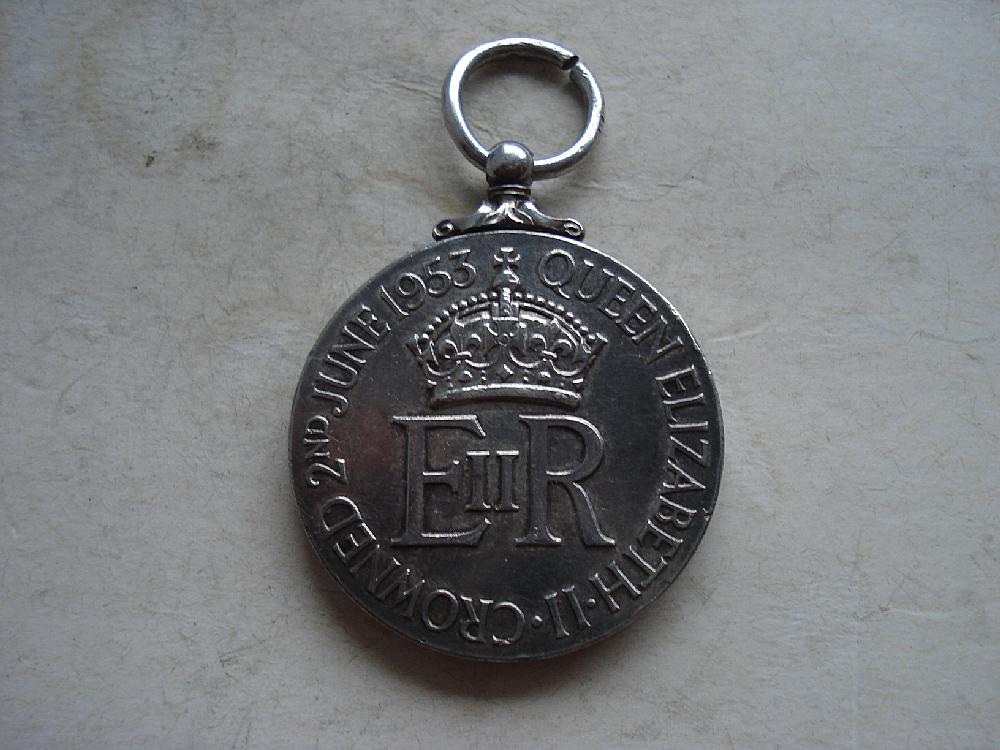 QUEEN ELIZABETH·II·CROWNED 2ND JUNE 1953
EIIR